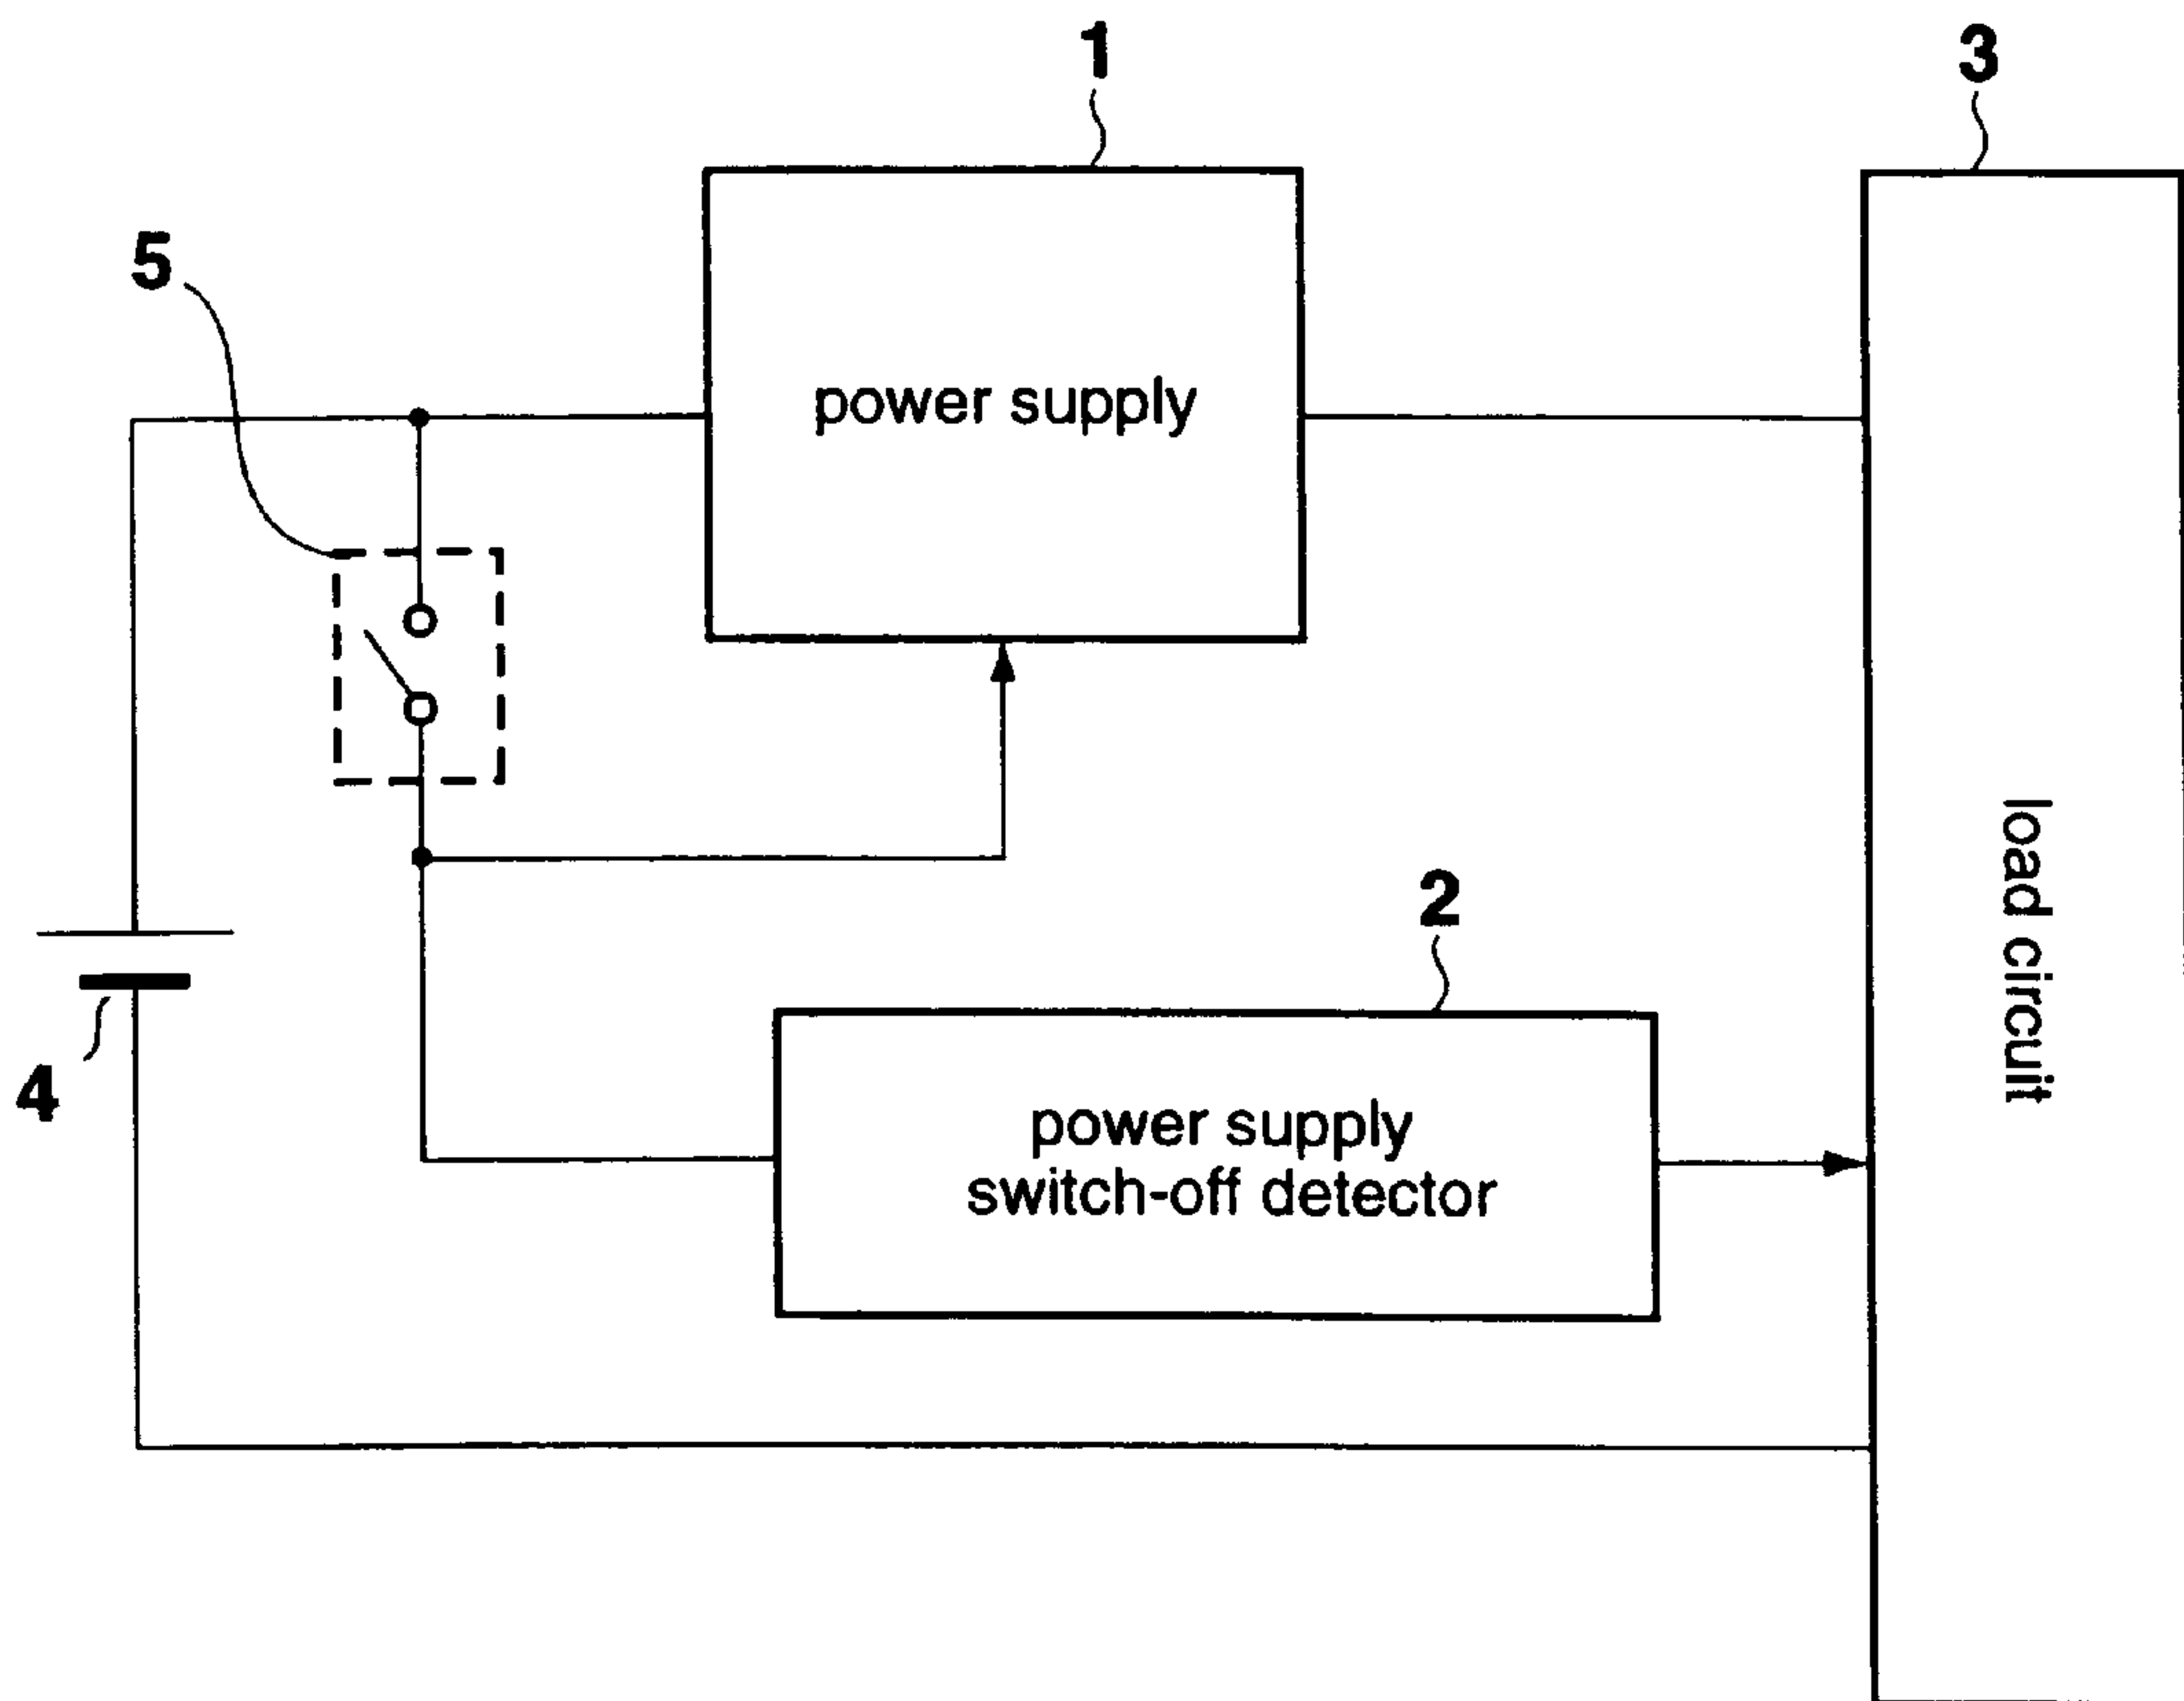 1
3
5
power supply
2
load circuit
4
power supply
switch-off detector